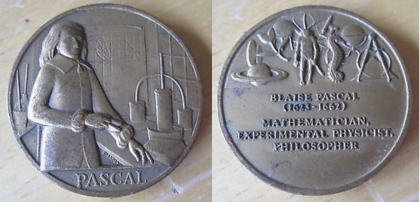 PASCAL
BLAISE PASCAL
(1623-1662)
MATHEMATICIAN,
EXPERIMENTAL PHYSICIST,
PHILOSOPHER